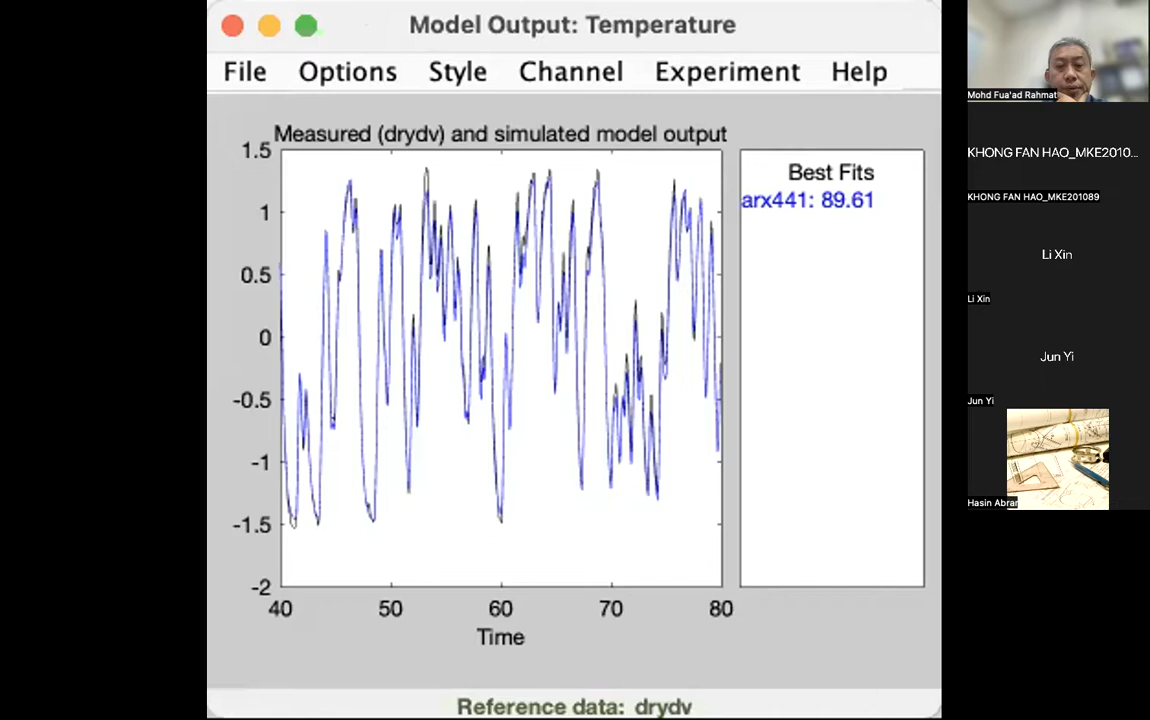 Model Output: Temperature
File Options Style Channel Experiment Help
Measured (drydv) and simulated model output
1.5
1
0.5
0
-0.5
-1
-1.5
-2
40 50 60 70 80
Time
Best Fits
arx441: 89.61
Reference data: drydv
Mohd Fua'ad Rahmat
KHONG FAN HAO_MKE2010...
KHONG FAN HAO_MKE201089
Li Xin
Li Xin
Jun Yi
Jun Yi
Hasin Abrar